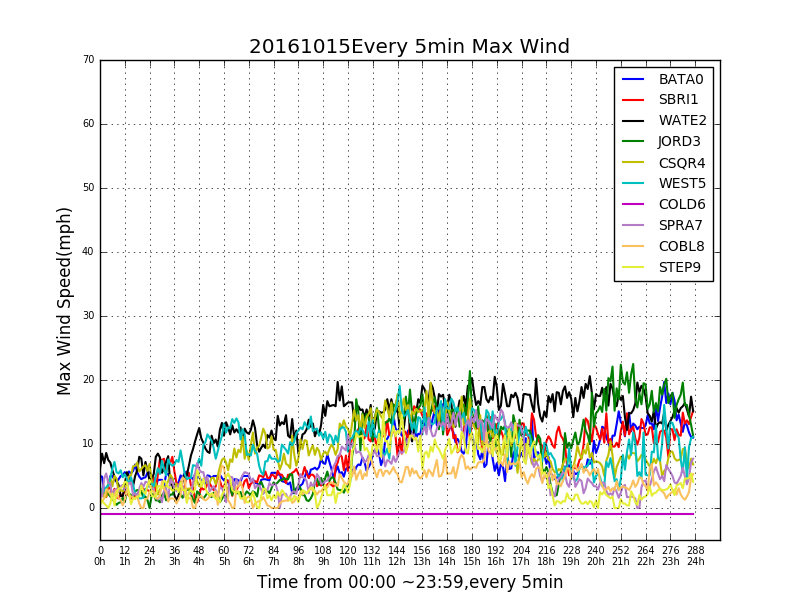 20161015Every 5min Max Wind
70
60
50
40
30
20
10
0
Max Wind Speed(mph)
BATA0
SBRI1
WATE2
JORD3
CSQR4
WEST5
COLD6
SPRA7
COBL8
STEP9
0 12 24 36 48 60 72 84 96 108 120 132 144 156 168 180 192 204 216 228 240 252 264 276 288
0h 1h 2h 3h 4h 5h 6h 7h 8h 9h 10h 11h 12h 13h 14h 15h 16h 17h 18h 19h 20h 21h 22h 23h 24h
Time from 00:00 ~23:59,every 5min